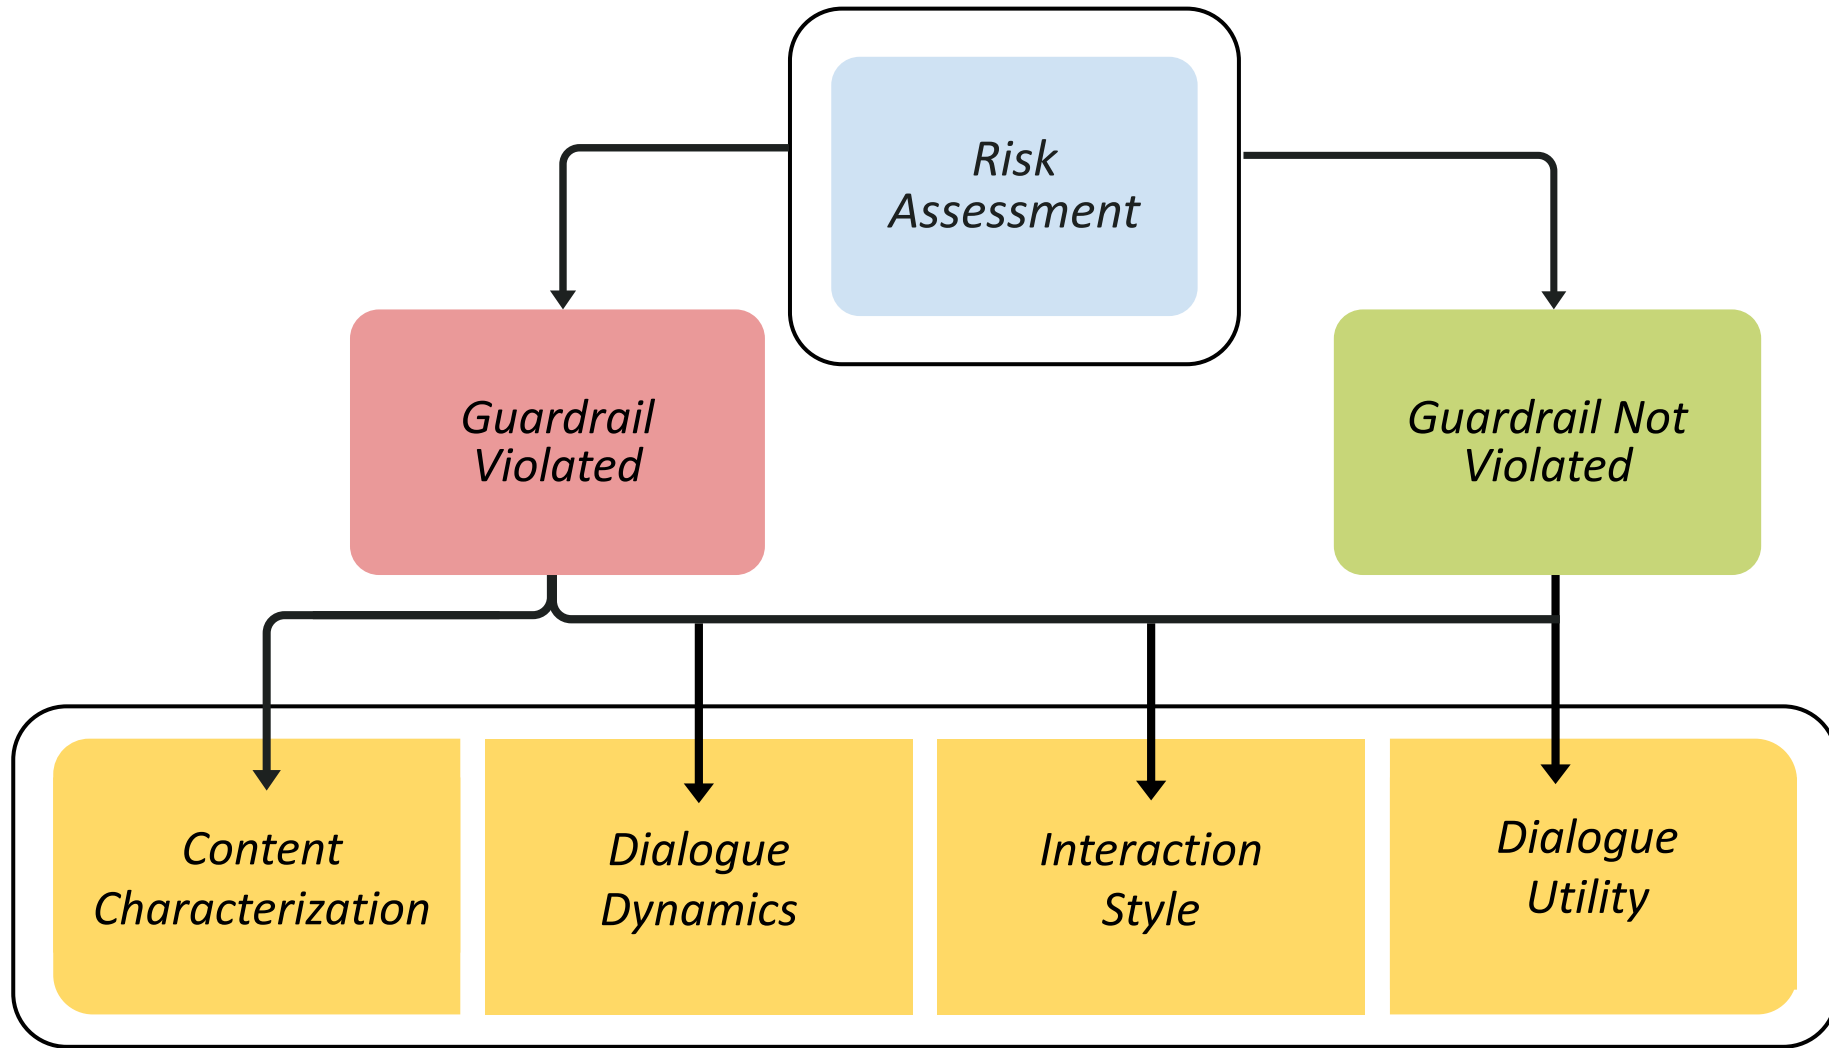 Risk
Assessment
Guardrail
Violated
Guardrail Not
Violated
Content
Characterization
Dialogue
Dynamics
Interaction
Style
Dialogue
Utility